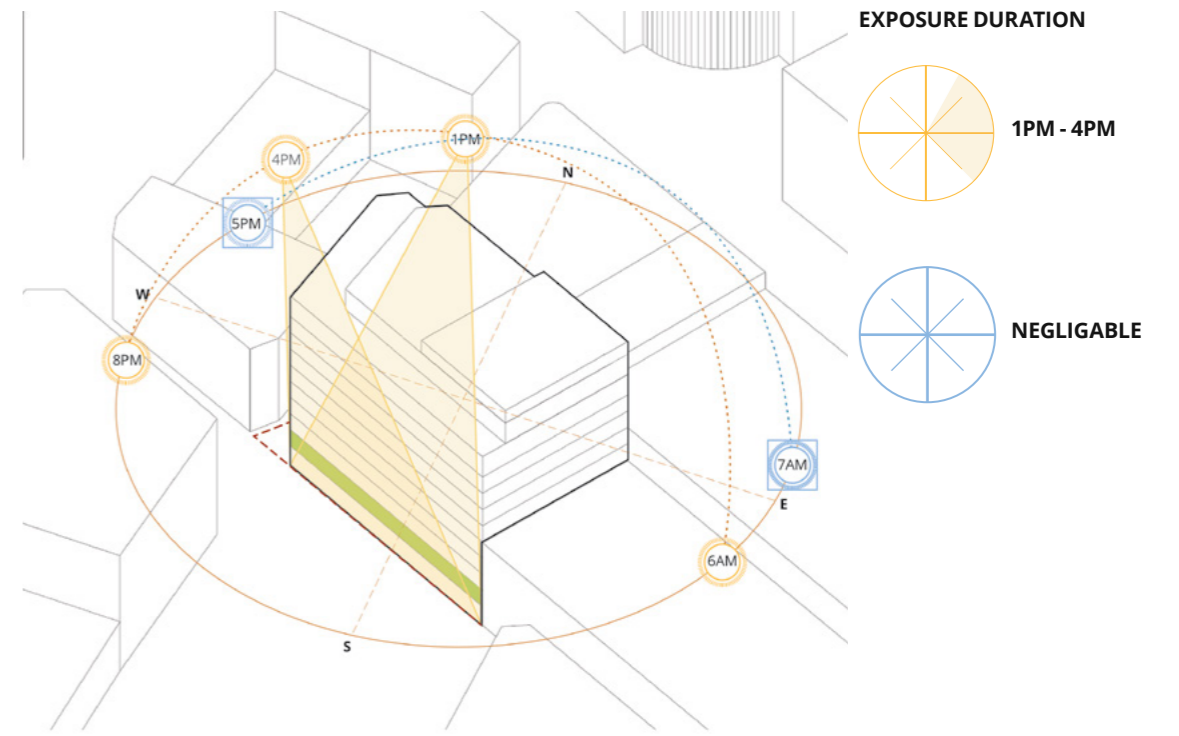 EXPOSURE DURATION
1PM - 4PM
NEGLIGABLE
1PM
4PM
N
5PM
W
8PM
7AM
E
6AM
S